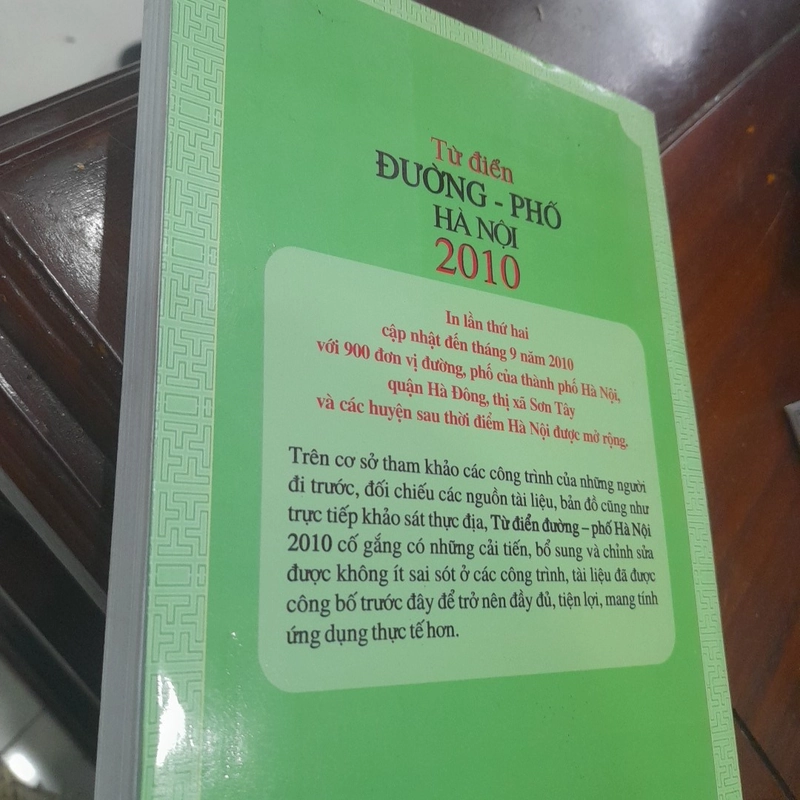 Từ điển
ĐƯỜNG - PHỐ
HÀ NỘI
2010
In lần thứ hai
cập nhật đến tháng 9 năm 2010
với 900 đơn vị đường, phố của thành phố Hà Nội,
quận Hà Đông, thị xã Sơn Tây
và các huyện sau thời điểm Hà Nội được mở rộng.
Trên cơ sở tham khảo các công trình của những người
đi trước, đối chiếu các nguồn tài liệu, bản đồ cũng như
trực tiếp khảo sát thực địa, Từ điển đường – phố Hà Nội
2010 cố gắng có những cải tiến, bổ sung và chỉnh sửa
được không ít sai sót ở các công trình, tài liệu đã được
công bố trước đây để trở nên đầy đủ, tiện lợi, mang tính
ứng dụng thực tế hơn.